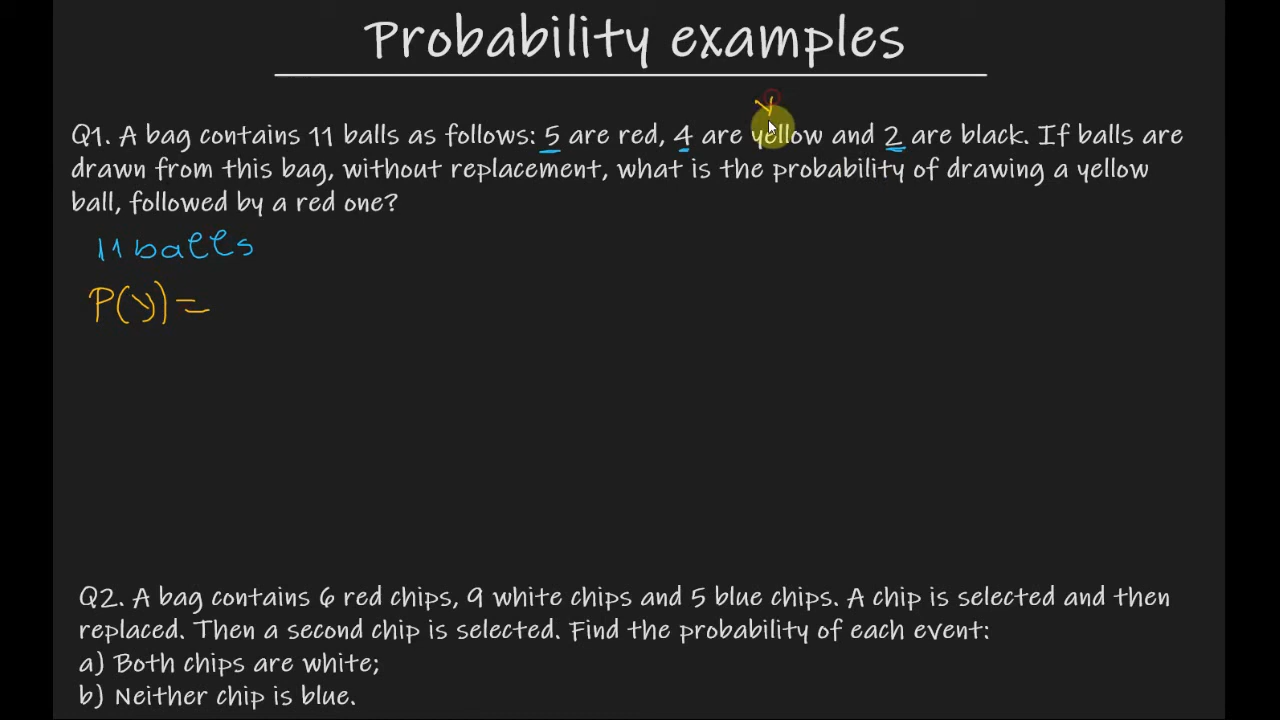 Probability examples
y
Q1. A bag contains 11 balls as follows: 5 are red, 4 are yellow and 2 are black. If balls are
drawn from this bag, without replacement, what is the probability of drawing a yellow
ball, followed by a red one?
11 balls
P(y)=
Q2. A bag contains 6 red chips, 9 white chips and 5 blue chips. A chip is selected and then
replaced. Then a second chip is selected. Find the probability of each event:
a) Both chips are white;
b) Neither chip is blue.